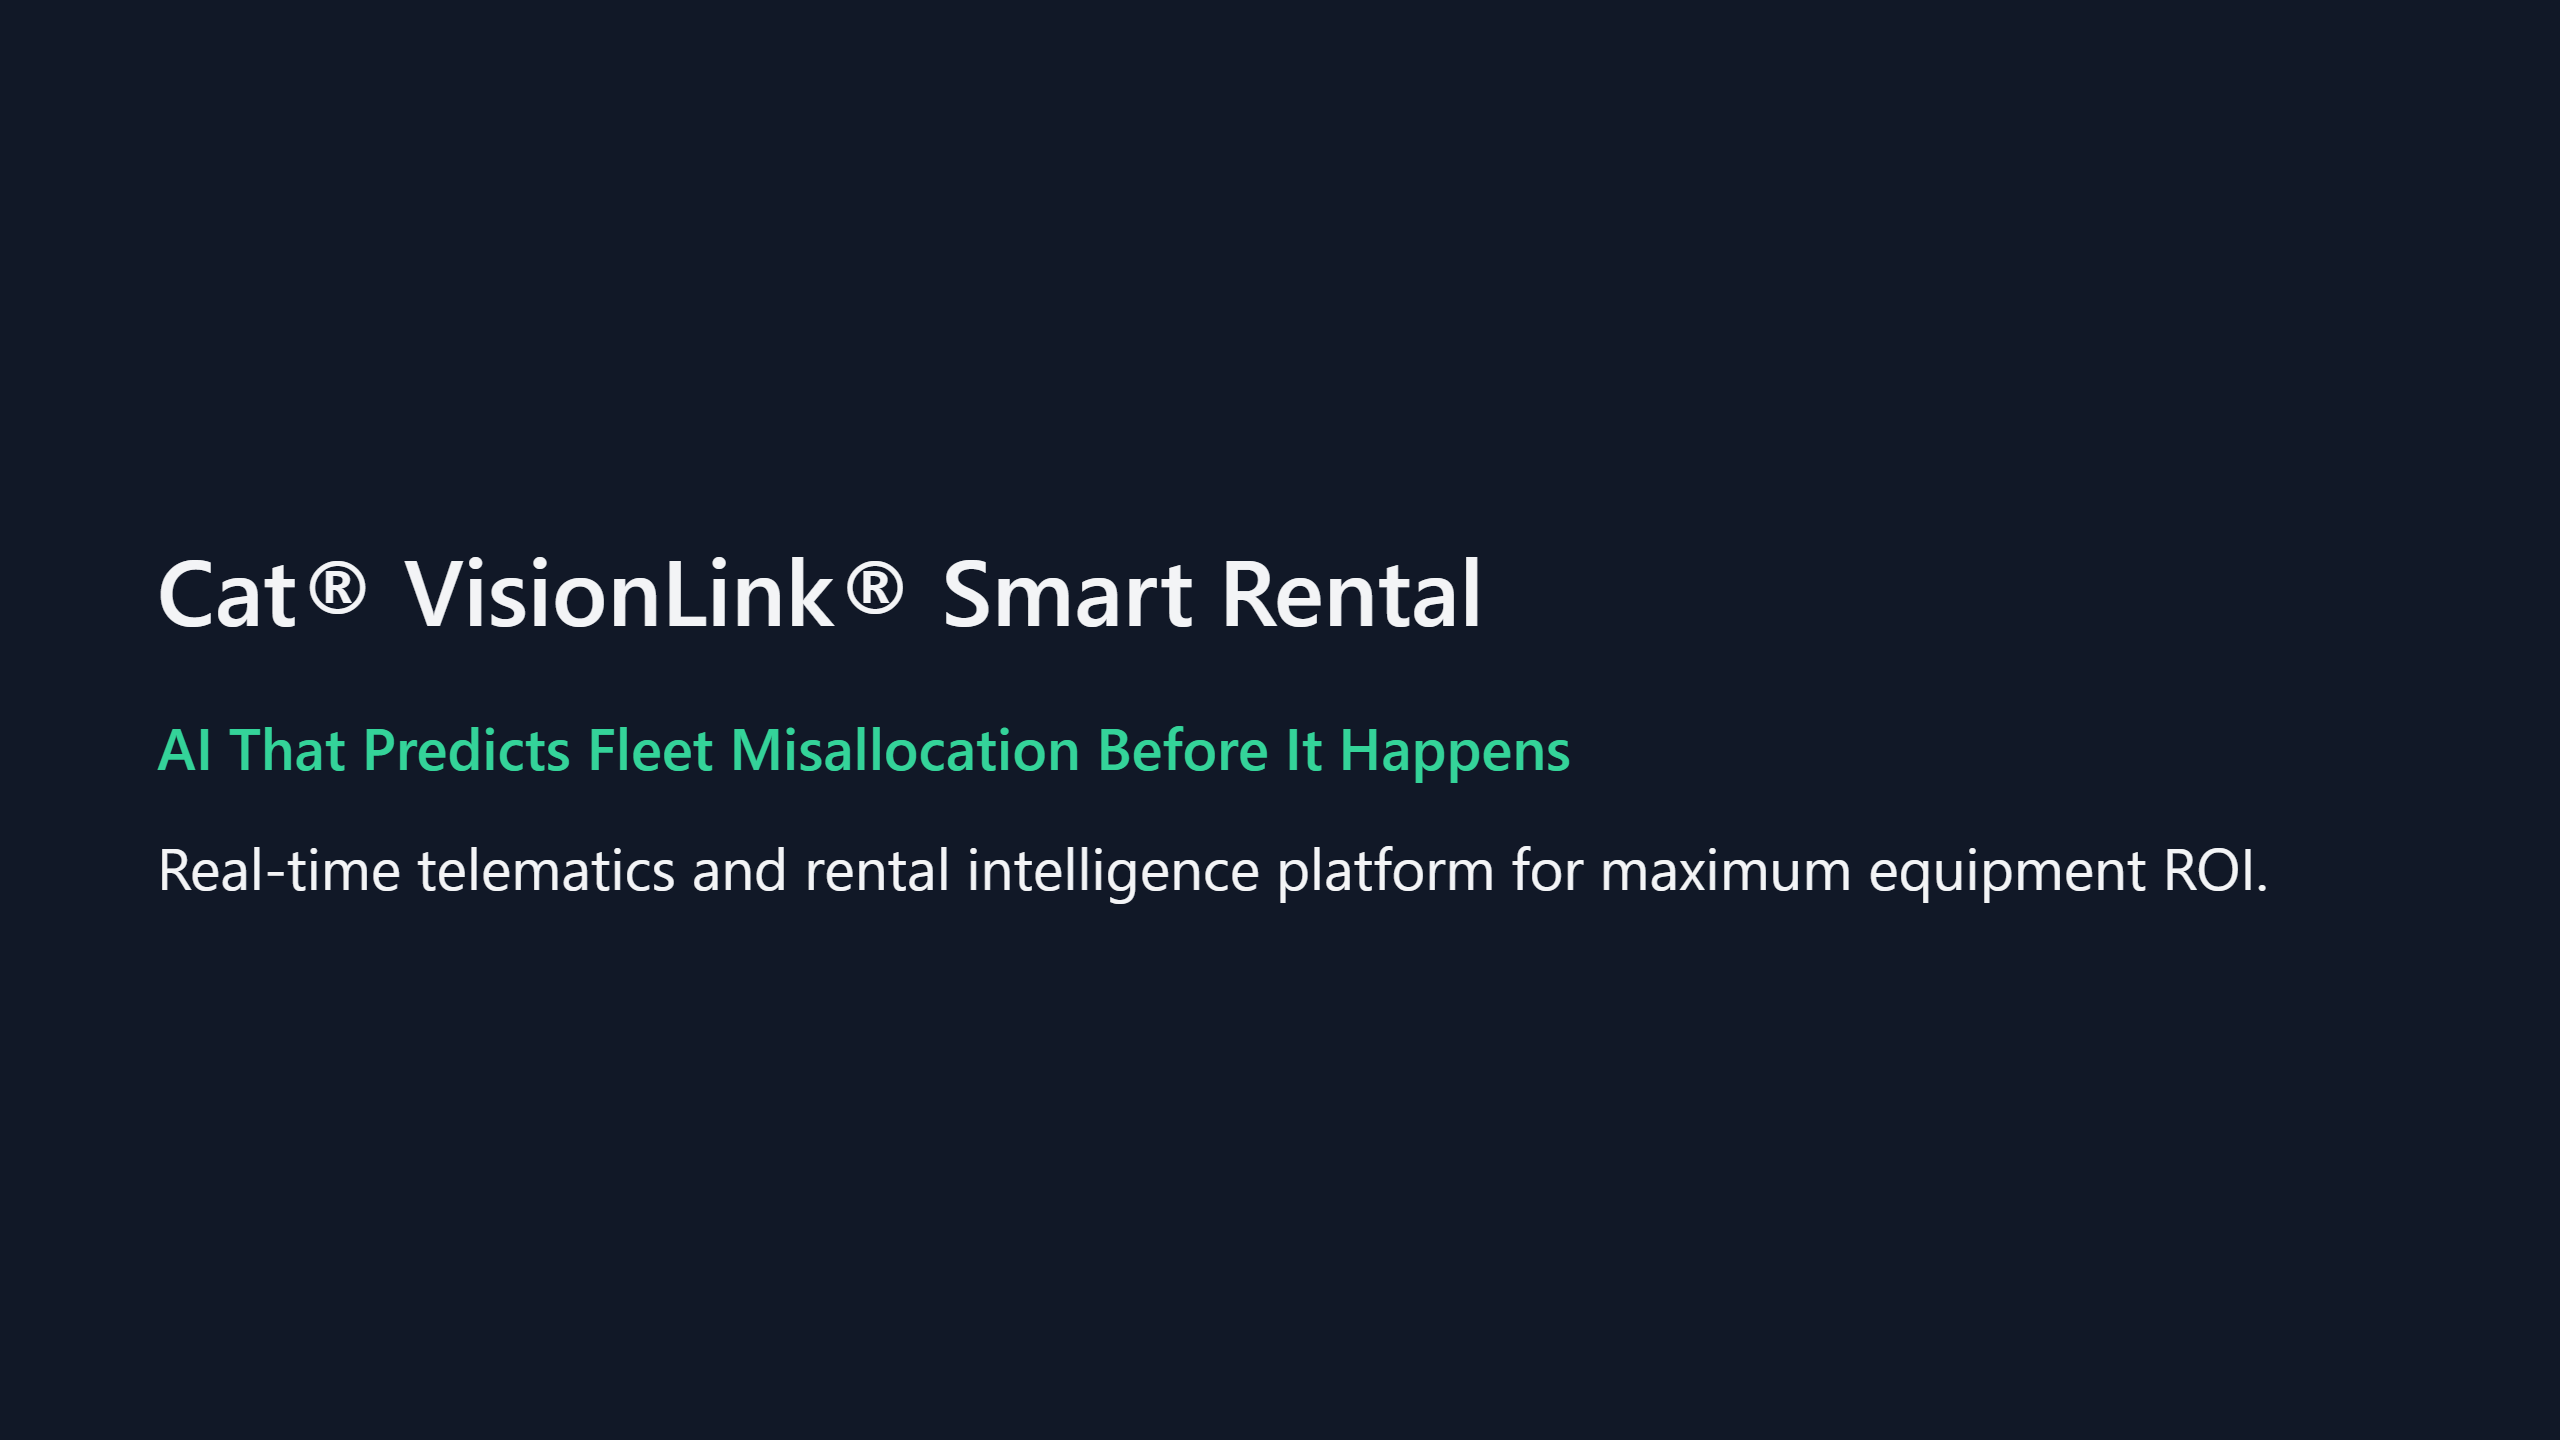 Cat® VisionLink® Smart Rental
AI That Predicts Fleet Misallocation Before It Happens
Real-time telematics and rental intelligence platform for maximum equipment ROI.